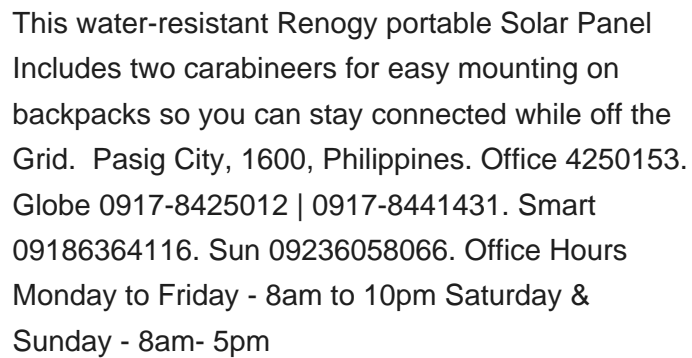 This water-resistant Renogy portable Solar Panel
Includes two carabineers for easy mounting on
backpacks so you can stay connected while off the
Grid.  Pasig City, 1600, Philippines. Office 4250153.
Globe 0917-8425012 | 0917-8441431. Smart
09186364116. Sun 09236058066. Office Hours
Monday to Friday - 8am to 10pm Saturday &
Sunday - 8am- 5pm